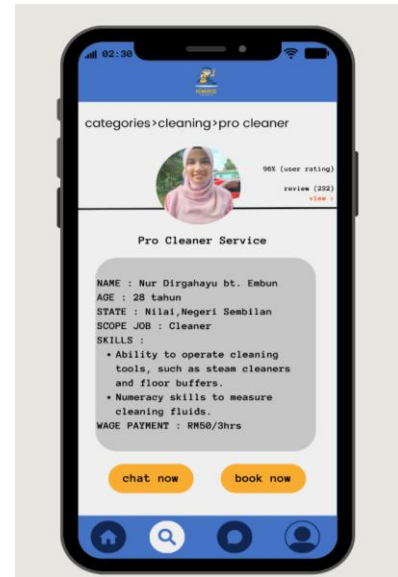 02:30
categories>cleaning>pro cleaner
96% (user rating)
review (232)
view >
Pro Cleaner Service
NAME : Nur Dirgahayu bt. Embun
AGE : 28 tahun
STATE : Nilai,Negeri Sembilan
SCOPE JOB : Cleaner
SKILLS :
• Ability to operate cleaning
tools, such as steam cleaners
and floor buffers.
• Numeracy skills to measure
cleaning fluids.
WAGE PAYMENT : RM50/3hrs
chat now
book now